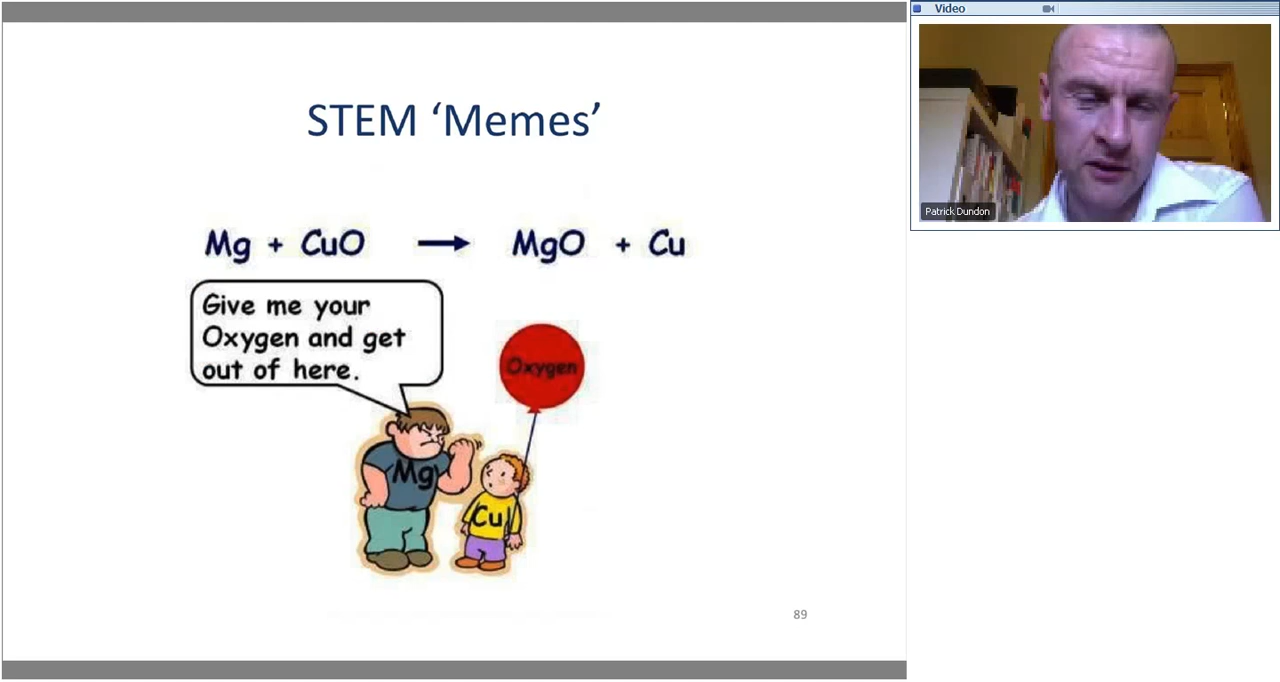 Video
STEM ‘Memes’
Patrick Dundon
Mg + CuO → MgO + Cu
Give me your
Oxygen and get
out of here.
Oxygen
Mg
Cu
89